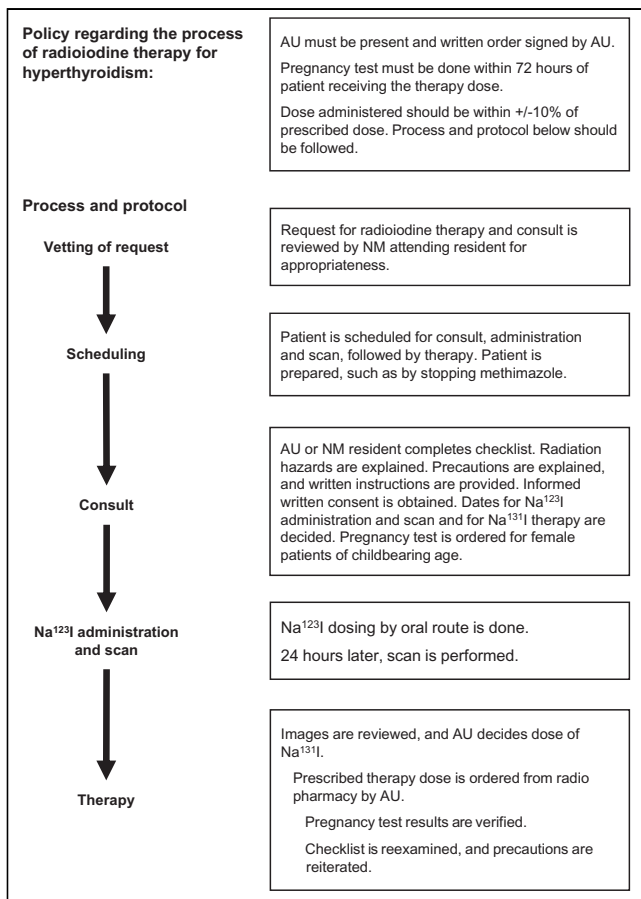 Policy regarding the process
of radioiodine therapy for
hyperthyroidism:
AU must be present and written order signed by AU.
Pregnancy test must be done within 72 hours of
patient receiving the therapy dose.
Dose administered should be within +/-10% of
prescribed dose. Process and protocol below should
be followed.
Process and protocol
Vetting of request
Request for radioiodine therapy and consult is
reviewed by NM attending resident for
appropriateness.
Scheduling
Patient is scheduled for consult, administration
and scan, followed by therapy. Patient is
prepared, such as by stopping methimazole.
Consult
AU or NM resident completes checklist. Radiation
hazards are explained. Precautions are explained,
and written instructions are provided. Informed
written consent is obtained. Dates for Na¹²³I
administration and scan and for Na¹³¹I therapy are
decided. Pregnancy test is ordered for female
patients of childbearing age.
Na¹²³I administration
and scan
Na¹²³I dosing by oral route is done.
24 hours later, scan is performed.
Therapy
Images are reviewed, and AU decides dose of
Na¹³¹I.
Prescribed therapy dose is ordered from radio
pharmacy by AU.
Pregnancy test results are verified.
Checklist is reexamined, and precautions are
reiterated.